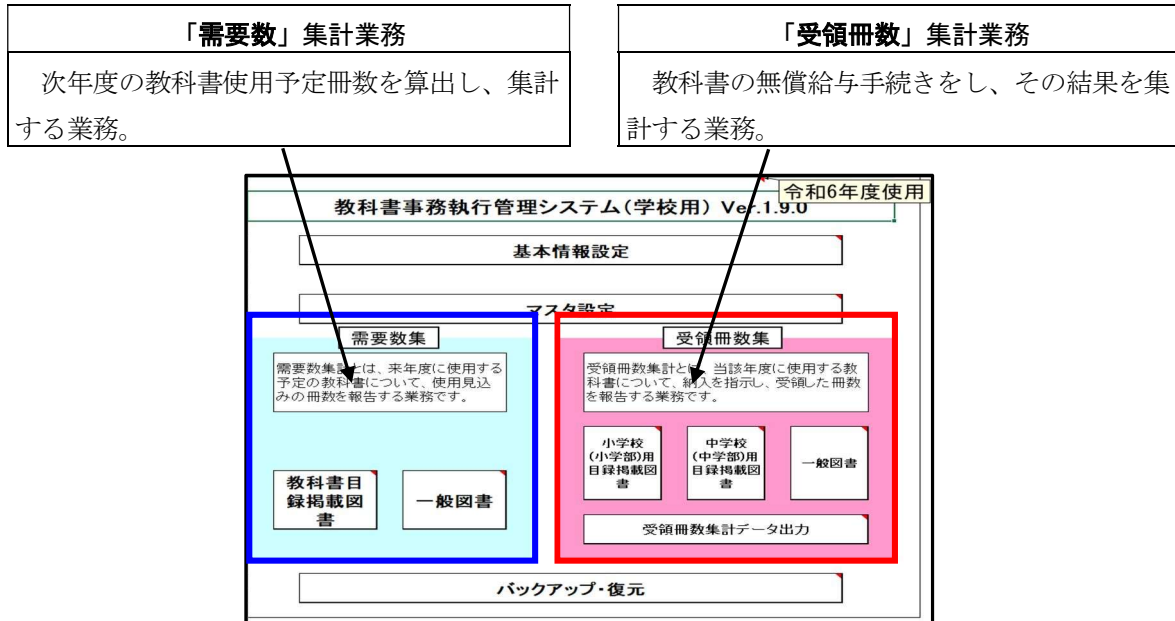 「需要数」集計業務
次年度の教科書使用予定冊数を算出し、集計
する業務。
「受領冊数」集計業務
教科書の無償給与手続きをし、その結果を集
計する業務。
令和6年度使用
教科書事務執行管理システム(学校用) Ver.1.9.0
基本情報設定
マスタ設定
需要数集
需要数集計とは、来年度に使用する
予定の教科書について、使用見込
みの冊数を報告する業務です。
教科書目
録掲載図
書
一般図書
受領冊数集
受領冊数集計とは、当該年度に使用する教
科書について、納入を指示し、受領した冊数
を報告する業務です。
小学校
(小学部)用
目録掲載図
書
中学校
(中学部)用
目録掲載図
書
一般図書
受領冊数集計データ出力
バックアップ・復元